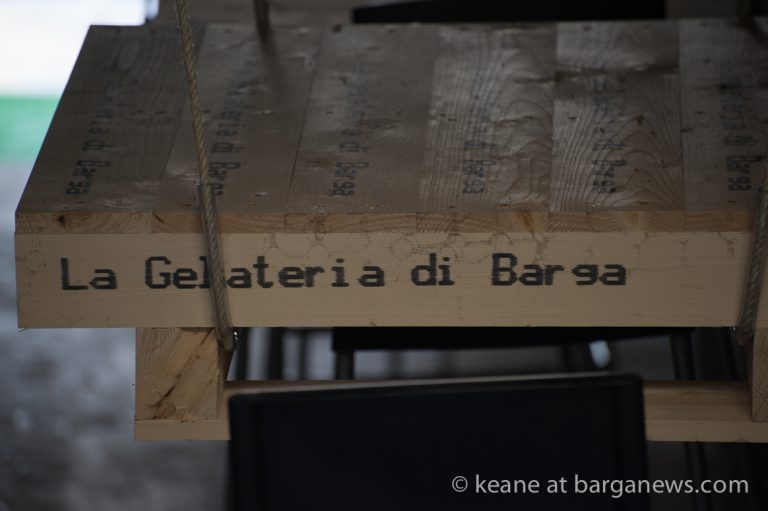 La Gelateria di Barga
© keane at barganews.com